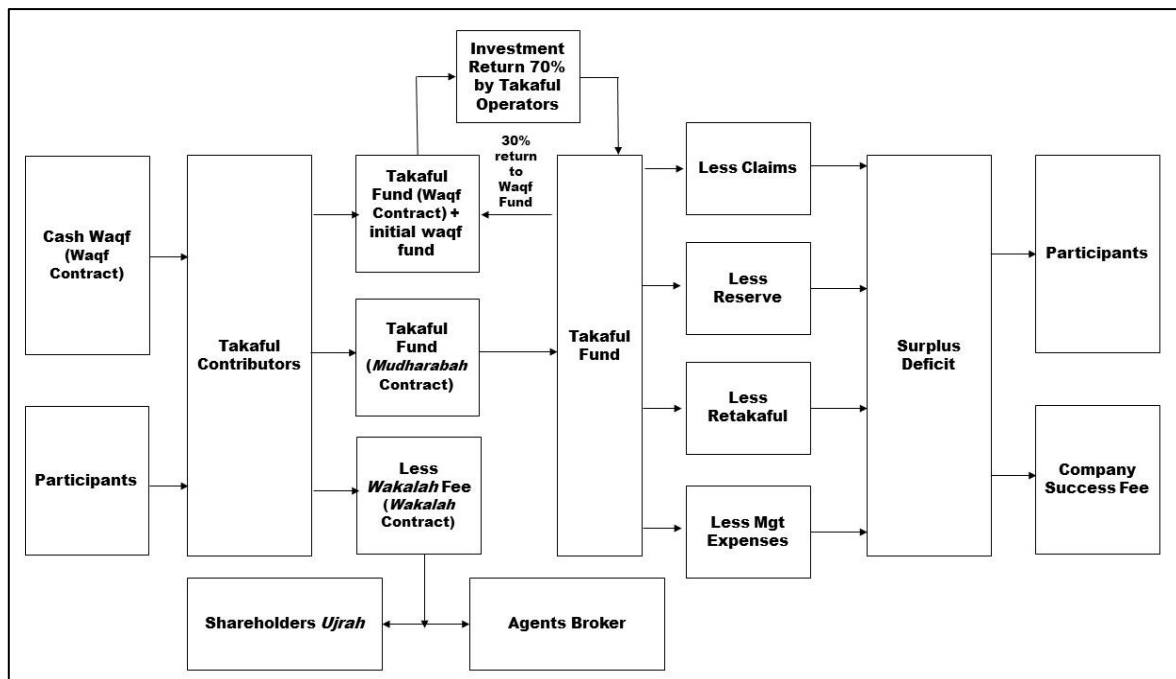 Investment
Return 70%
by Takaful
Operators
Cash Waqf
(Waqf
Contract)
Participants
Takaful
Contributors
Takaful
Fund (Waqf
Contract) +
initial waqf
fund
30%
return
to
Waqf
Fund
Takaful
Fund
(Mudharabah
Contract)
Less
Wakalah Fee
(Wakalah
Contract)
Shareholders Ujrah
Agents Broker
Takaful
Fund
Less Claims
Less
Reserve
Less
Retakaful
Less Mgt
Expenses
Surplus
Deficit
Participants
Company
Success Fee